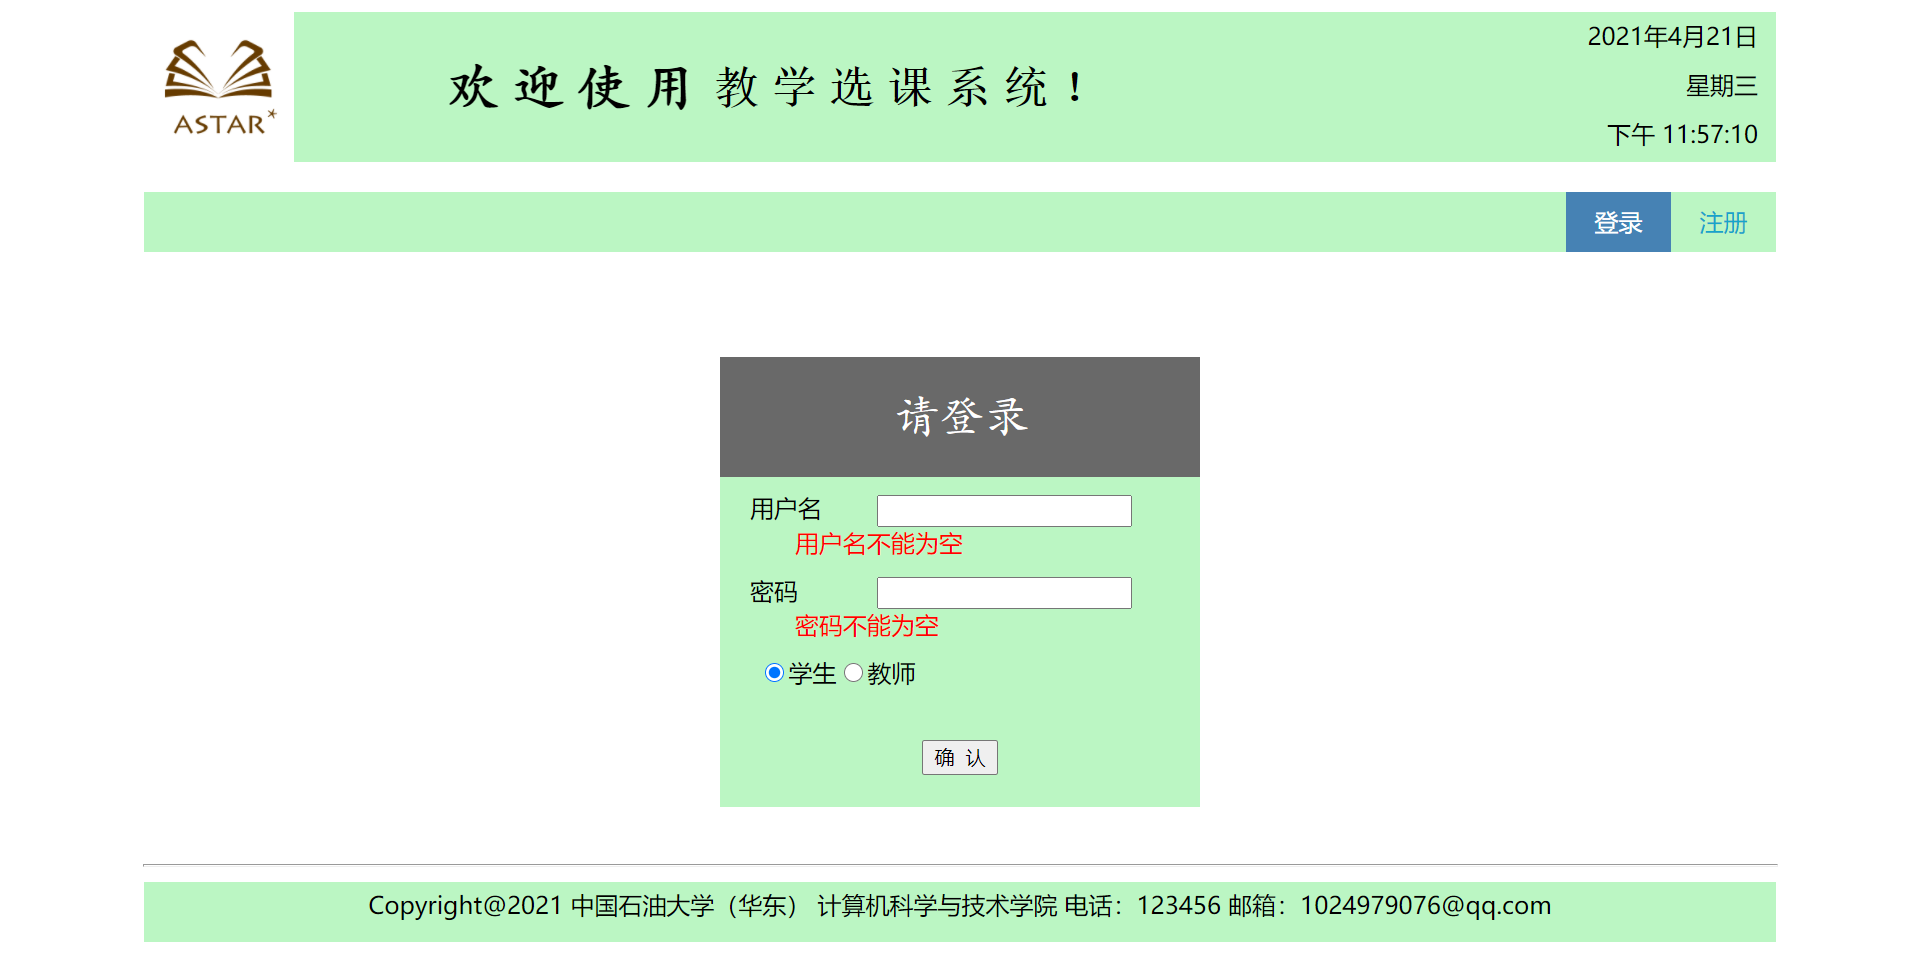 ASTAR*
欢迎使用教学选课系统！
2021年4月21日
星期三
下午 11:57:10
登录 注册
请登录
用户名
用户名不能为空
密码
密码不能为空
学生 教师
确 认
Copyright@2021 中国石油大学（华东） 计算机科学与技术学院 电话：123456 邮箱：1024979076@qq.com